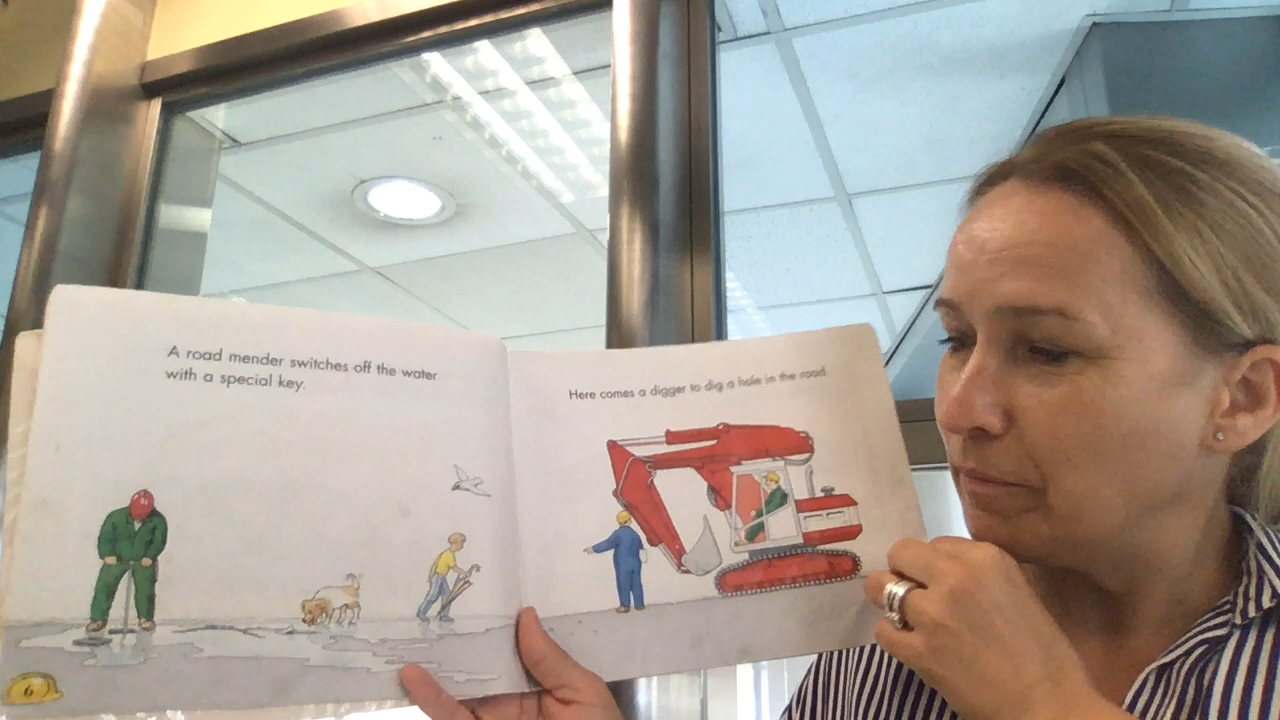 A road mender switches off the water
with a special key.
Here comes a digger to dig a hole in the road.
6